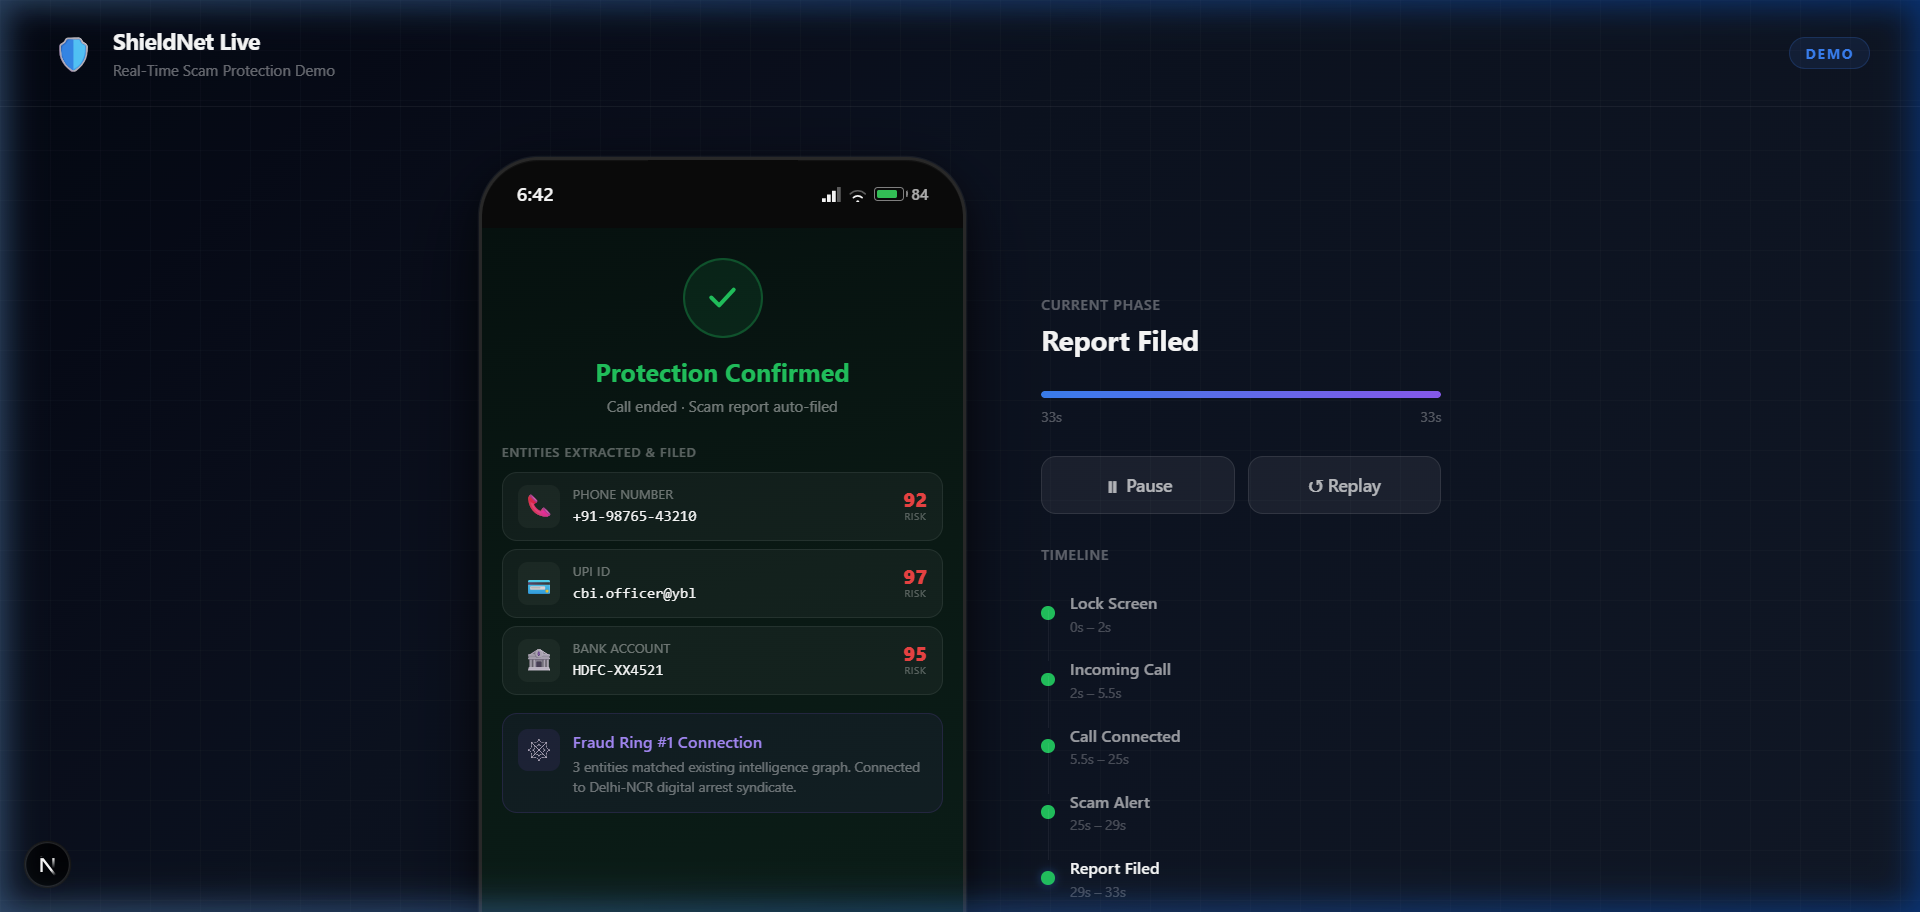 ShieldNet Live
Real-Time Scam Protection Demo
DEMO
6:42
84
Protection Confirmed
Call ended · Scam report auto-filed
ENTITIES EXTRACTED & FILED
PHONE NUMBER
+91-98765-43210
92
RISK
UPI ID
cbi.officer@ybl
97
RISK
BANK ACCOUNT
HDFC-XX4521
95
RISK
Fraud Ring #1 Connection
3 entities matched existing intelligence graph. Connected
to Delhi-NCR digital arrest syndicate.
CURRENT PHASE
Report Filed
33s
33s
⏸ Pause
↺ Replay
TIMELINE
Lock Screen
0s – 2s
Incoming Call
2s – 5.5s
Call Connected
5.5s – 25s
Scam Alert
25s – 29s
Report Filed
29s – 33s
N